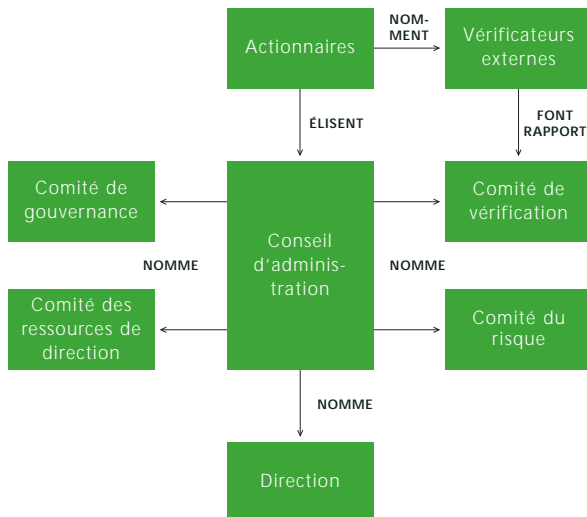 Actionnaires
NOM-
MENT
Vérificateurs
externes
ÉLISENT
FONT
RAPPORT
Comité de
gouvernance
Conseil
d'adminis-
tration
Comité de
vérification
NOMME
NOMME
Comité des
ressources de
direction
Comité du
risque
NOMME
Direction